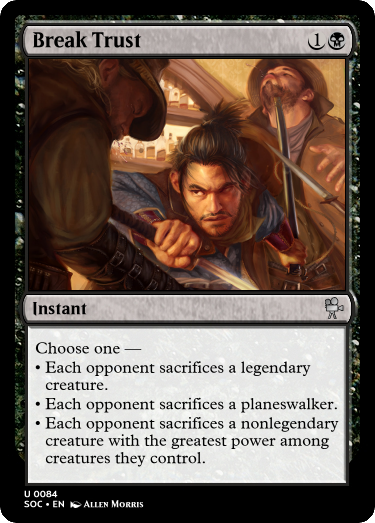 Break Trust 1
Instant
Choose one —
• Each opponent sacrifices a legendary
creature.
• Each opponent sacrifices a planeswalker.
• Each opponent sacrifices a nonlegendary
creature with the greatest power among
creatures they control.
U 0084
SOC • EN Allen Morris